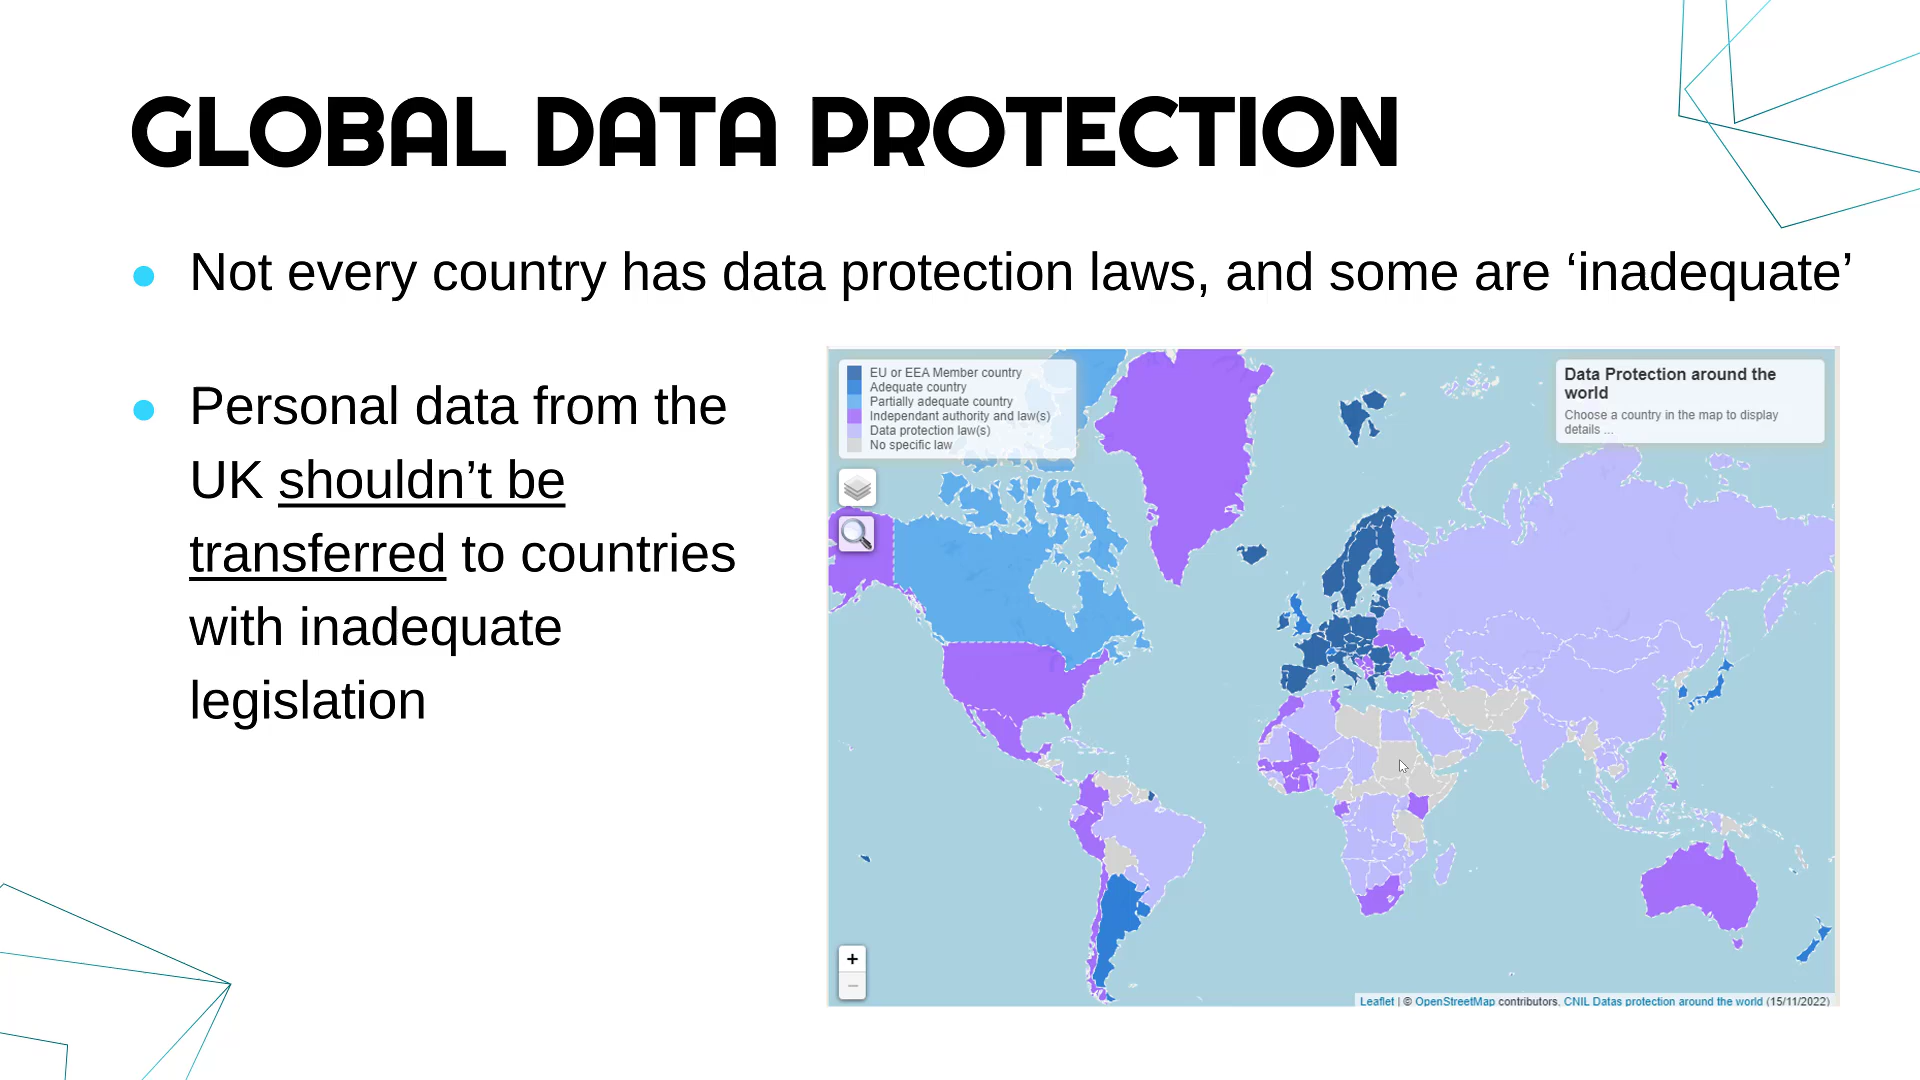 GLOBAL DATA PROTECTION
Not every country has data protection laws, and some are ‘inadequate’
Personal data from the
UK shouldn’t be
transferred to countries
with inadequate
legislation
EU or EEA Member country
Adequate country
Partially adequate country
Independant authority and law(s)
Data protection law(s)
No specific law
Data Protection around the
world
Choose a country in the map to display
details ...
+
−
Leaflet | © OpenStreetMap contributors, CNIL Datas protection around the world (15/11/2022)